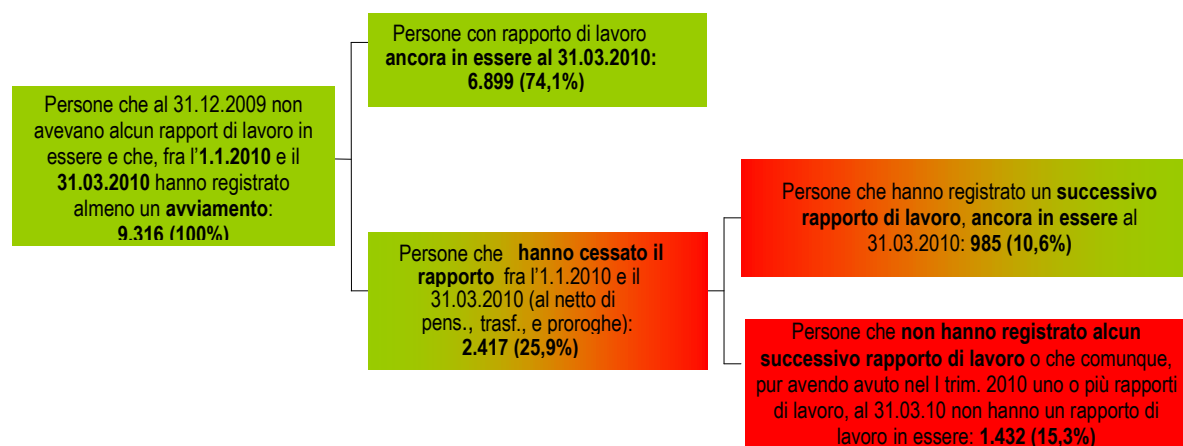 Persone con rapporto di lavoro
ancora in essere al 31.03.2010:
6.899 (74,1%)
Persone che al 31.12.2009 non
avevano alcun rapport di lavoro in
essere e che, fra l'1.1.2010 e il
31.03.2010 hanno registrato
almeno un avviamento:
9.316 (100%)
Persone che hanno cessato il
rapporto fra l'1.1.2010 e il
31.03.2010 (al netto di
pens., trasf., e proroghe):
2.417 (25,9%)
Persone che hanno registrato un successivo
rapporto di lavoro, ancora in essere al
31.03.2010: 985 (10,6%)
Persone che non hanno registrato alcun
successivo rapporto di lavoro o che comunque,
pur avendo avuto nel I trim. 2010 uno o più rapporti
di lavoro, al 31.03.10 non hanno un rapporto di
lavoro in essere: 1.432 (15,3%)